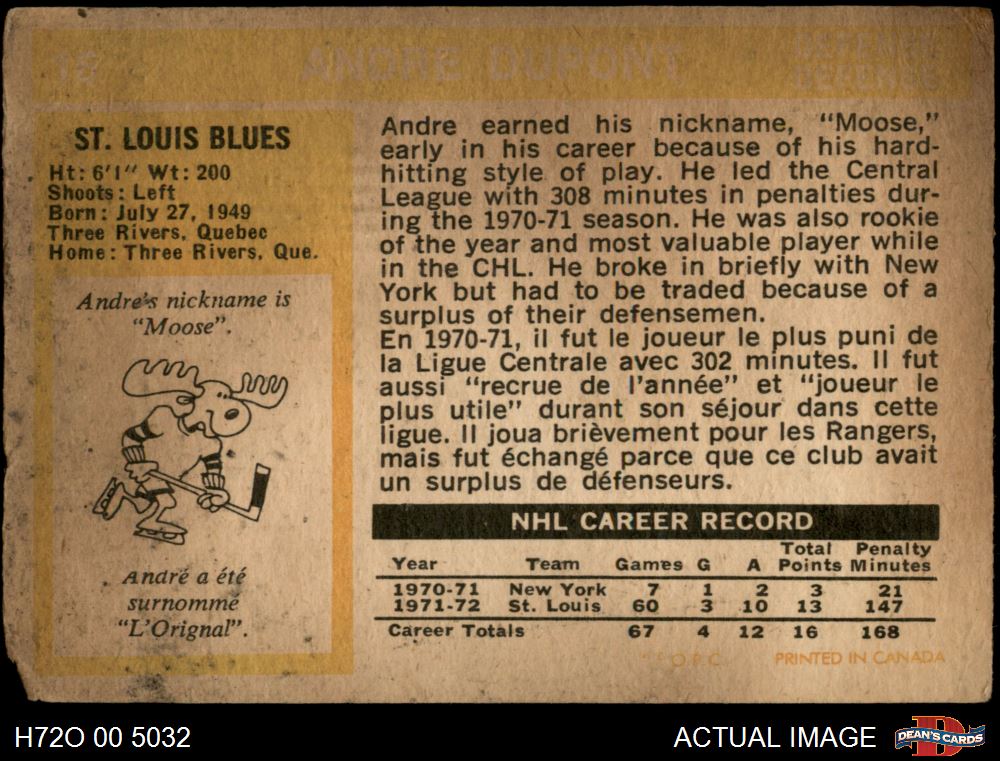 16
ANDRE DUPONT
DEFENSE
DEFENSE
ST. LOUIS BLUES
Ht: 6'1" Wt: 200
Shoots: Left
Born: July 27, 1949
Three Rivers, Quebec
Home: Three Rivers, Que.
Andre's nickname is
"Moose".
André a été
surnommé
"L'Orignal".
Andre earned his nickname, "Moose,"
early in his career because of his hard-
hitting style of play. He led the Central
League with 308 minutes in penalties dur-
ing the 1970-71 season. He was also rookie
of the year and most valuable player while
in the CHL. He broke in briefly with New
York but had to be traded because of a
surplus of their defensemen.
En 1970-71, il fut le joueur le plus puni de
la Ligue Centrale avec 302 minutes. Il fut
aussi "recrue de l'année" et "joueur le
plus utile" durant son séjour dans cette
ligue. Il joua brièvement pour les Rangers,
mais fut échangé parce que ce club avait
un surplus de défenseurs.
NHL CAREER RECORD
Year Team Games G A Total Points Penalty Minutes
1970-71 New York 7 1 2 3 21
1971-72 St. Louis 60 3 10 13 147
Career Totals 67 4 12 16 168
O.P.C. PRINTED IN CANADA
H72O 00 5032
ACTUAL IMAGE
DEAN'S CARDS